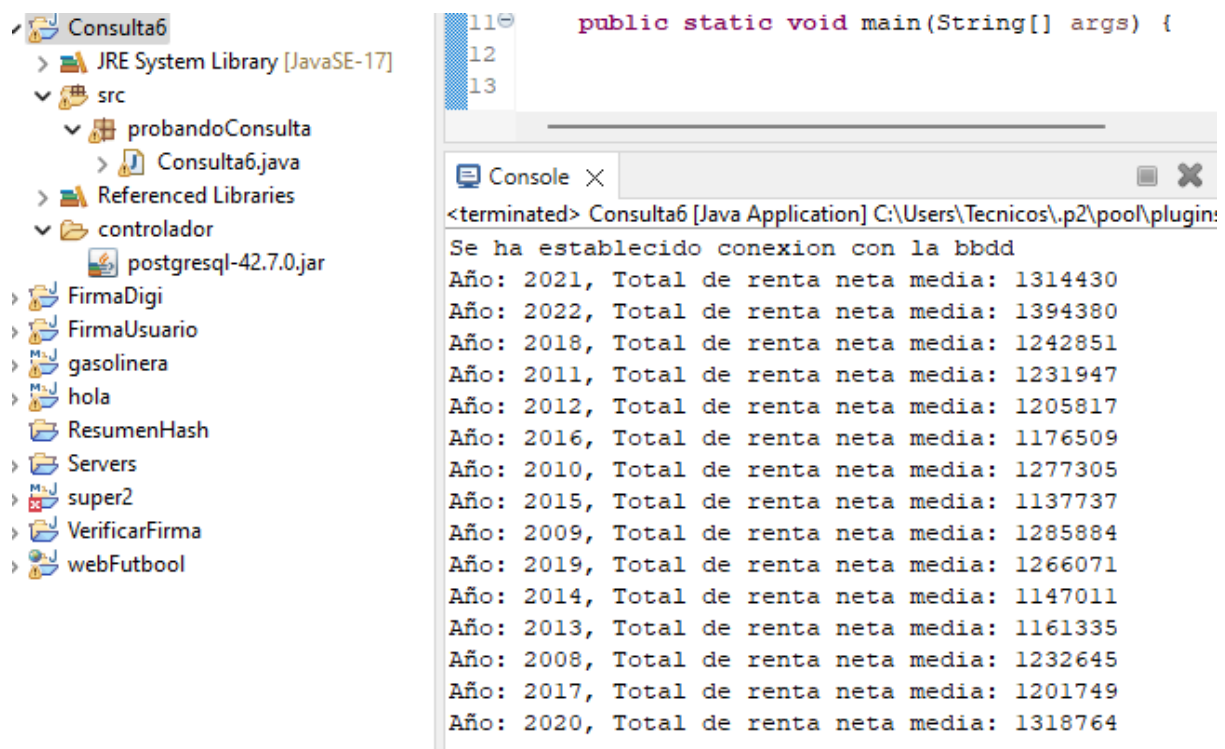 Consulta6
JRE System Library [JavaSE-17]
src
probandoConsulta
Consulta6.java
Referenced Libraries
controlador
postgresql-42.7.0.jar
FirmaDigi
FirmaUsuario
gasolinera
hola
ResumenHash
Servers
super2
VerificarFirma
webFutbool
11 public static void main(String[] args) {
12
13
Console
<terminated> Consulta6 [Java Application] C:\Users\Tecnicos\.p2\pool\plugins
Se ha establecido conexion con la bbdd
Año: 2021, Total de renta neta media: 1314430
Año: 2022, Total de renta neta media: 1394380
Año: 2018, Total de renta neta media: 1242851
Año: 2011, Total de renta neta media: 1231947
Año: 2012, Total de renta neta media: 1205817
Año: 2016, Total de renta neta media: 1176509
Año: 2010, Total de renta neta media: 1277305
Año: 2015, Total de renta neta media: 1137737
Año: 2009, Total de renta neta media: 1285884
Año: 2019, Total de renta neta media: 1266071
Año: 2014, Total de renta neta media: 1147011
Año: 2013, Total de renta neta media: 1161335
Año: 2008, Total de renta neta media: 1232645
Año: 2017, Total de renta neta media: 1201749
Año: 2020, Total de renta neta media: 1318764